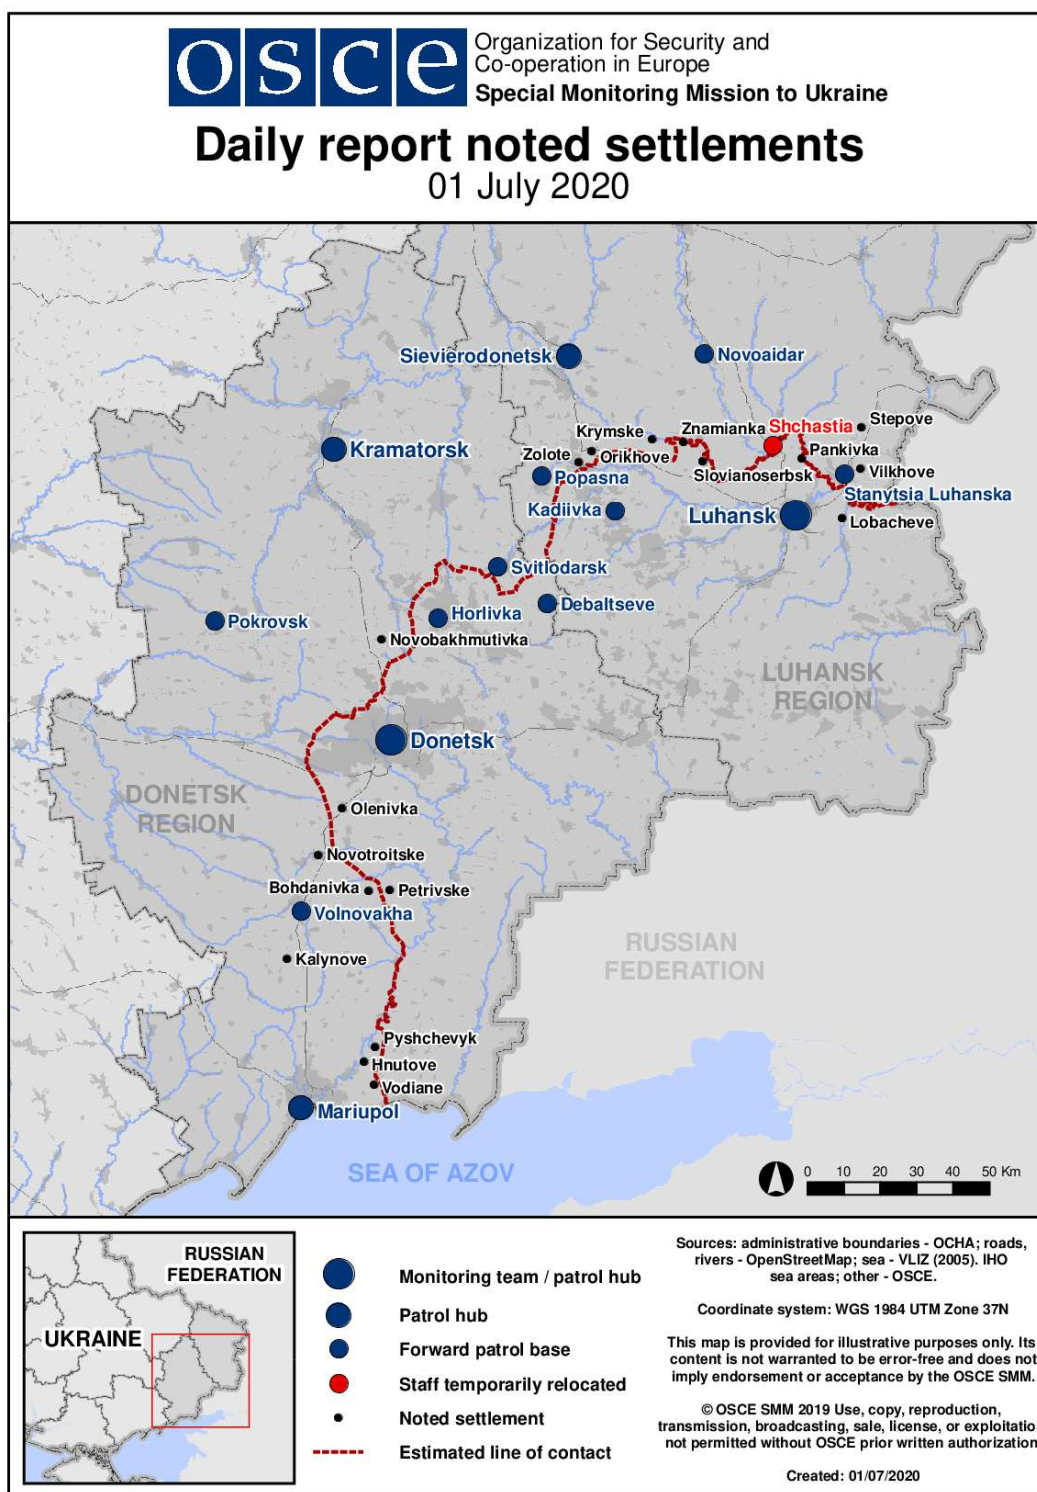 osce
Organization for Security and
Co-operation in Europe
Special Monitoring Mission to Ukraine
Daily report noted settlements
01 July 2020
Sievierodonetsk
Novoaidar
Shchastia
Stepove
Krymske
Znamianka
Kramatorsk
Zolote
Orikhove
Pankivka
Slovianoserbsk
Vilkhove
Popasna
Stanytsia Luhanska
Kadiivka
Luhansk
Lobacheve
Svitlodarsk
Debaltseve
Horlivka
Pokrovsk
Novobakhmutivka
LUHANSK
REGION
Donetsk
DONETSK
REGION
Olenivka
Novotroitske
Bohdanivka
Petrivske
Volnovakha
RUSSIAN
FEDERATION
Kalynove
Pyshchevyk
Hnutove
Vodiane
Mariupol
SEA OF AZOV
0 10 20 30 40 50 Km
RUSSIAN
FEDERATION
UKRAINE
Monitoring team / patrol hub
Patrol hub
Forward patrol base
Staff temporarily relocated
Noted settlement
Estimated line of contact
Sources: administrative boundaries - OCHA; roads,
rivers - OpenStreetMap; sea - VLIZ (2005). IHO
sea areas; other - OSCE.
Coordinate system: WGS 1984 UTM Zone 37N
This map is provided for illustrative purposes only. Its
content is not warranted to be error-free and does not
imply endorsement or acceptance by the OSCE SMM.
© OSCE SMM 2019 Use, copy, reproduction,
transmission, broadcasting, sale, license, or exploitatio
not permitted without OSCE prior written authorization
Created: 01/07/2020